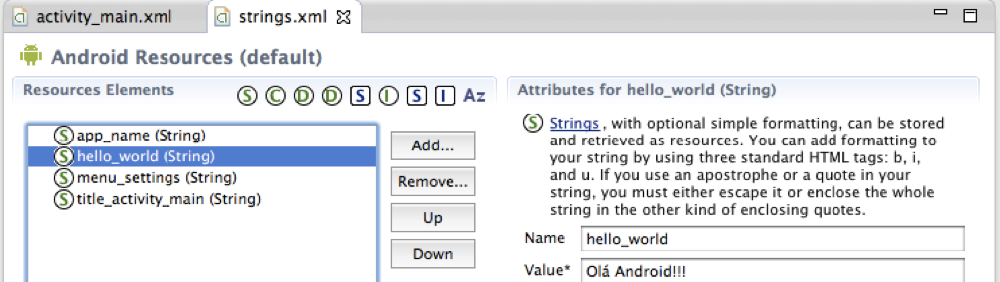 activity_main.xml
strings.xml
Android Resources (default)
Resources Elements
S C D D S I S I Az
app_name (String)
hello_world (String)
menu_settings (String)
title_activity_main (String)
Add...
Remove...
Up
Down
Attributes for hello_world (String)
Strings, with optional simple formatting, can be stored
and retrieved as resources. You can add formatting to
your string by using three standard HTML tags: b, i,
and u. If you use an apostrophe or a quote in your
string, you must either escape it or enclose the whole
string in the other kind of enclosing quotes.
Name hello_world
Value* Olá Android!!!